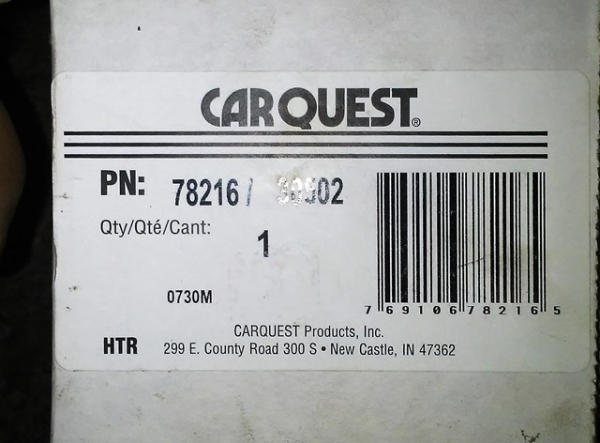 CARQUEST®
PN: 78216 /
Qty/Qté/Cant: 1
0730M
7 69106 78216 5
CARQUEST Products, Inc.
HTR 299 E. County Road 300 S • New Castle, IN 47362